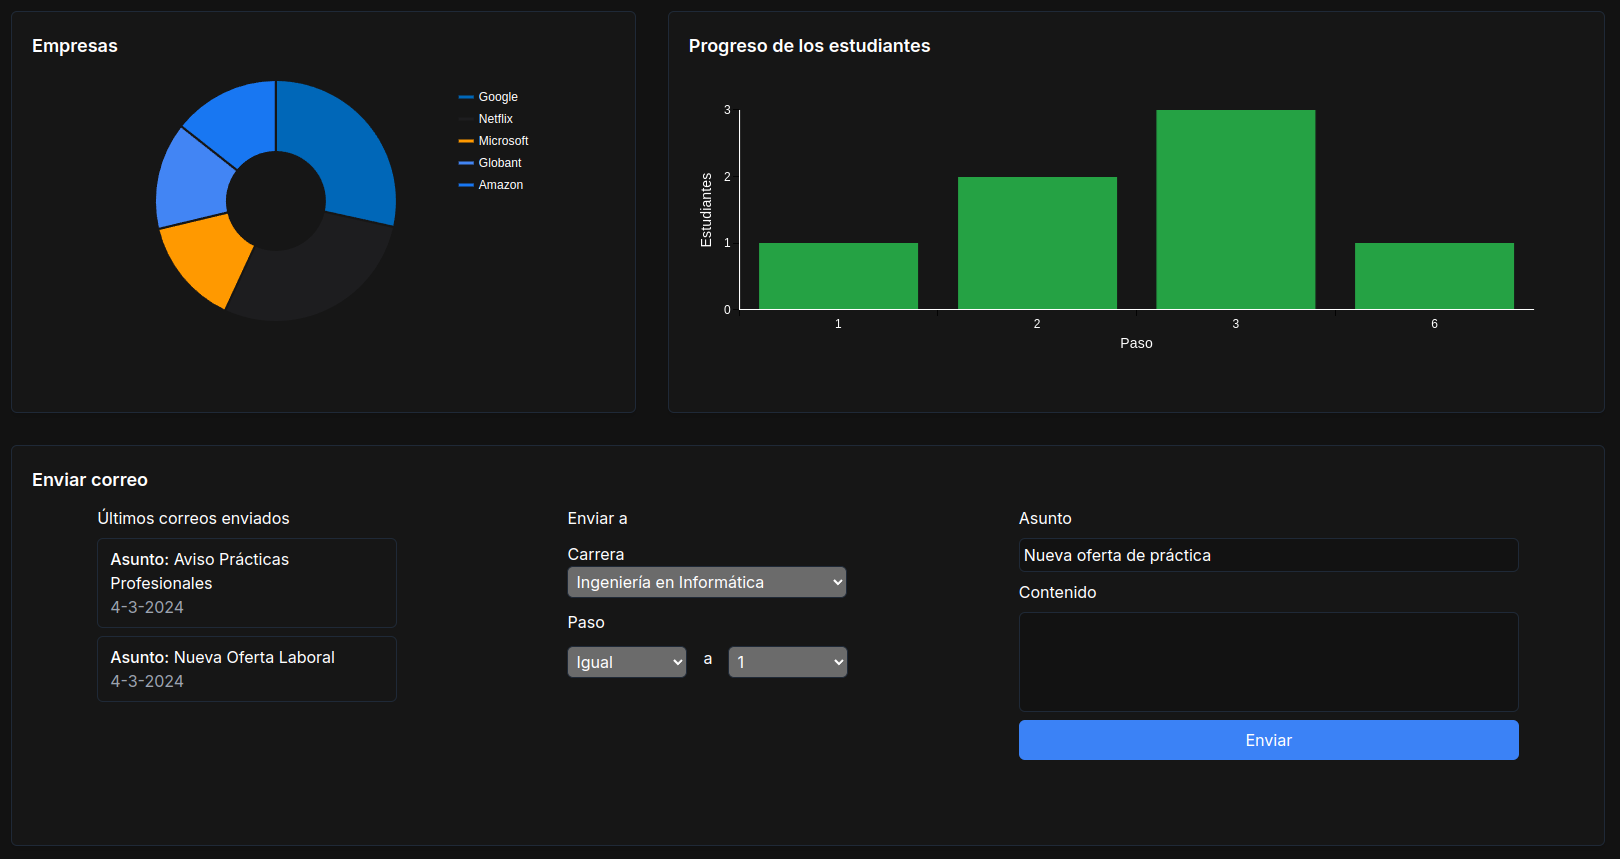 Empresas
Google
Netflix
Microsoft
Globant
Amazon
Progreso de los estudiantes
Estudiantes
3
2
1
0
1 2 3 6
Paso
Enviar correo
Últimos correos enviados
Asunto: Aviso Prácticas
Profesionales
4-3-2024
Asunto: Nueva Oferta Laboral
4-3-2024
Enviar a
Carrera
Ingeniería en Informática
Paso
Igual a 1
Asunto
Nueva oferta de práctica
Contenido
Enviar